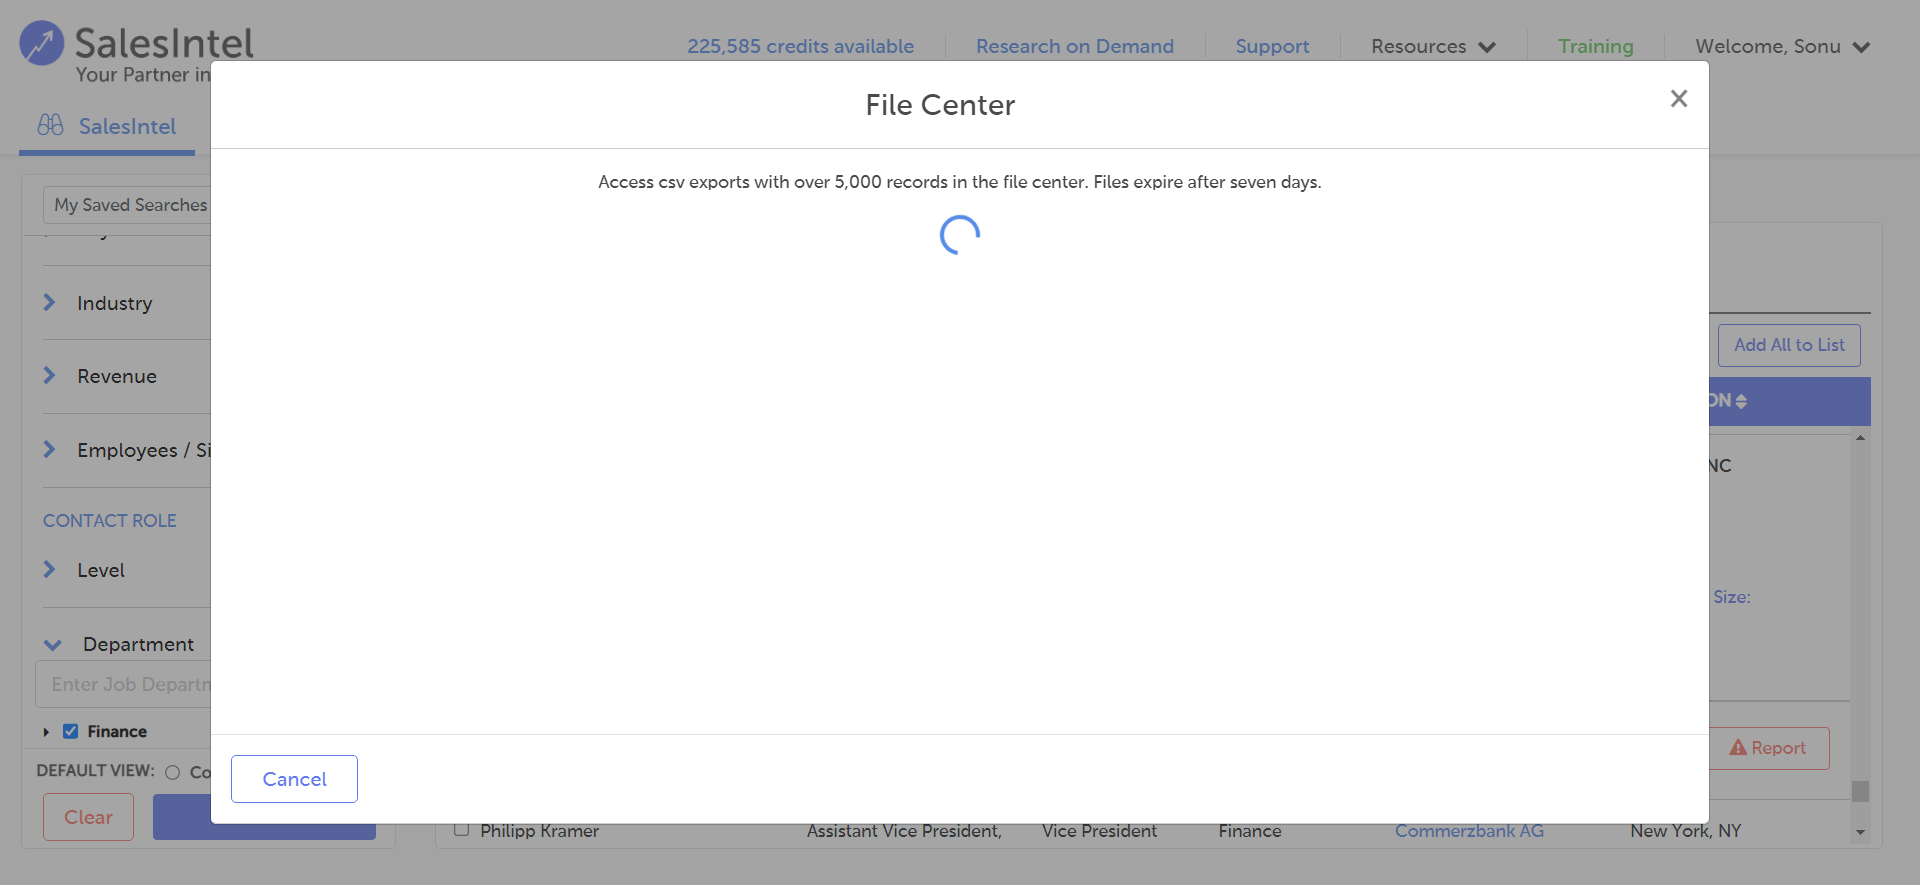 SalesIntel
Your Partner in
225,585 credits available
Research on Demand
Support
Resources
Training
Welcome, Sonu
SalesIntel
File Center
Access csv exports with over 5,000 records in the file center. Files expire after seven days.
My Saved Searches
Industry
Revenue
Employees / Si
CONTACT ROLE
Level
Department
Enter Job Departn
Finance
DEFAULT VIEW: Co
Clear
Cancel
Add All to List
ON
NC
Size:
Report
Philipp Kramer
Assistant Vice President,
Vice President
Finance
Commerzbank AG
New York, NY